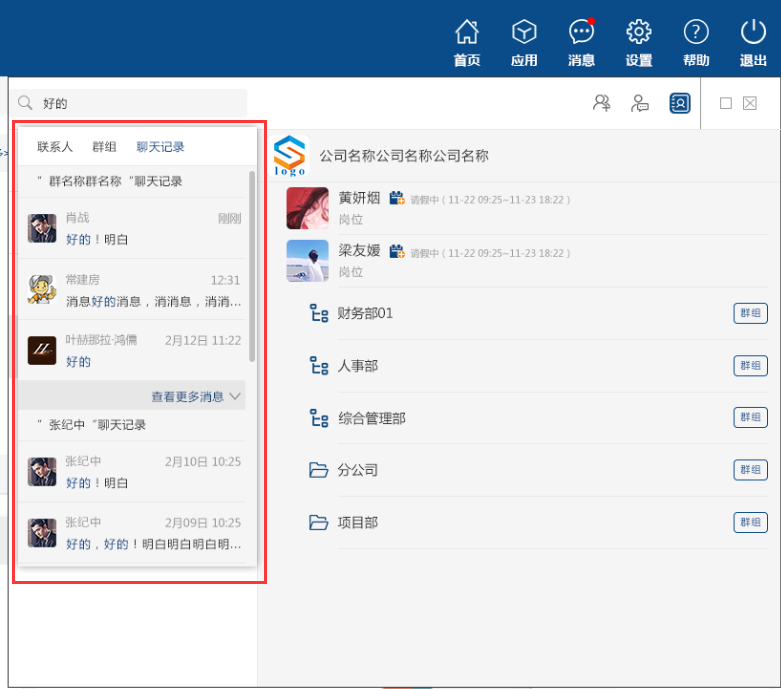 首页 应用 消息 设置 帮助 退出
好的
联系人 群组 聊天记录
“ 群名称群名称 “聊天记录
肖战 刚刚
好的！明白
常建房 12:31
消息好的消息，消消息，消消...
叶赫那拉·鸿儒 2月12日 11:22
好的
查看更多消息
“ 张纪中 “聊天记录
张纪中 2月10日 10:25
好的！明白
张纪中 2月09日 10:25
好的，好的！明白明白明白明...
logo
公司名称公司名称公司名称
黄妍烟 请假中（11-22 09:25~11-23 18:22）
岗位
梁友媛 请假中（11-22 09:25~11-23 18:22）
岗位
财务部01 群组
人事部 群组
综合管理部 群组
分公司 群组
项目部 群组